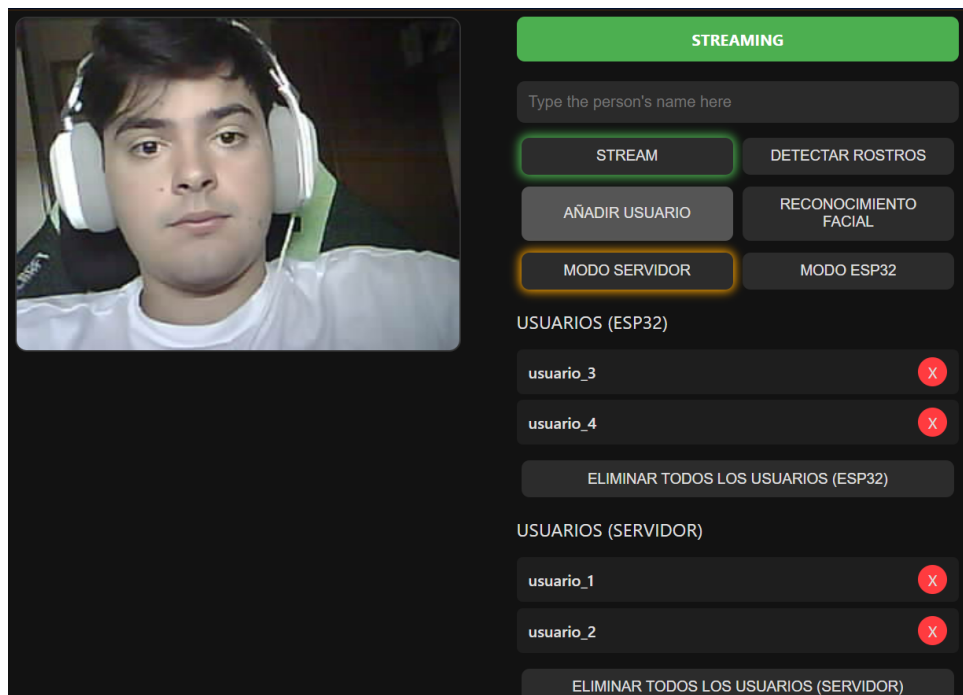 STREAMING
Type the person's name here
STREAM
DETECTAR ROSTROS
AÑADIR USUARIO
RECONOCIMIENTO
FACIAL
MODO SERVIDOR
MODO ESP32
USUARIOS (ESP32)
usuario_3
X
usuario_4
X
ELIMINAR TODOS LOS USUARIOS (ESP32)
USUARIOS (SERVIDOR)
usuario_1
X
usuario_2
X
ELIMINAR TODOS LOS USUARIOS (SERVIDOR)